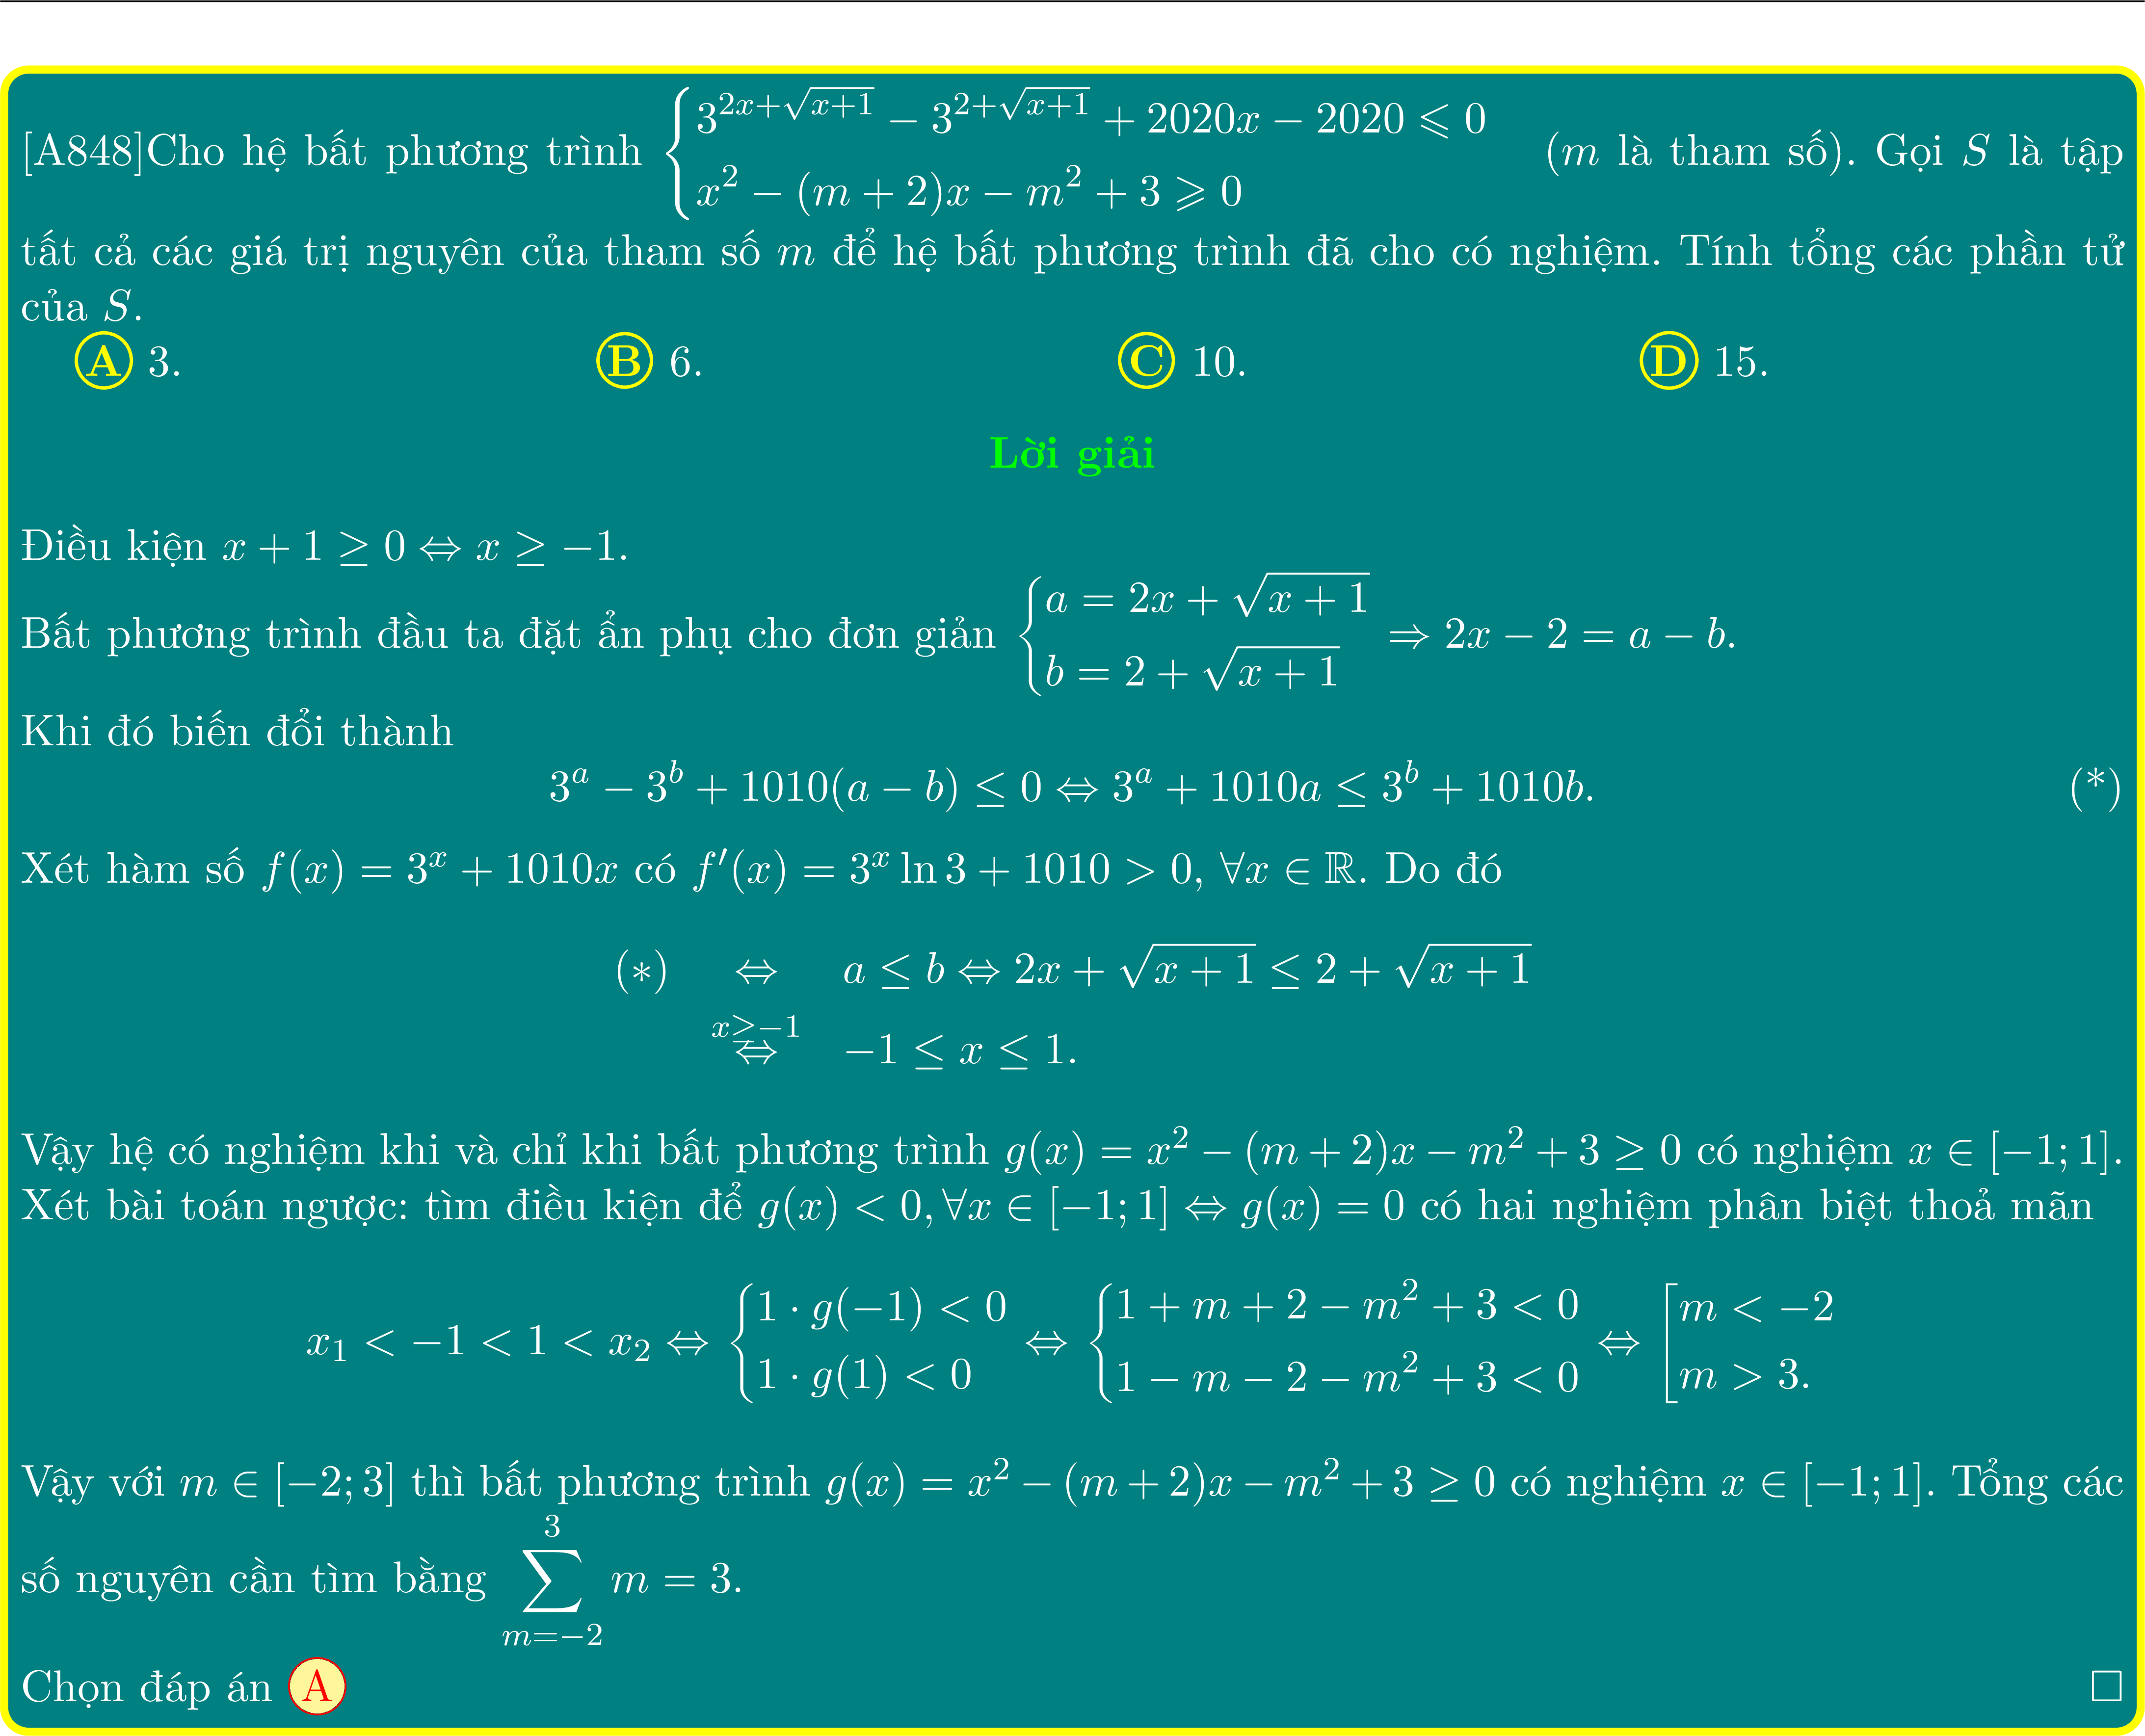 [A848]Cho hệ bất phương trình $\begin{cases} 3^{2x+\sqrt{x+1}} - 3^{2+\sqrt{x+1}} + 2020x - 2020 \leqslant 0 \\ x^2 - (m+2)x - m^2 + 3 \geqslant 0 \end{cases}$ (m là tham số). Gọi S là tập
tất cả các giá trị nguyên của tham số m để hệ bất phương trình đã cho có nghiệm. Tính tổng các phần tử
của S.
A 3. B 6. C 10. D 15.
Lời giải
Điều kiện $x + 1 \geq 0 \Leftrightarrow x \geq -1$.
Bất phương trình đầu ta đặt ẩn phụ cho đơn giản $\begin{cases} a = 2x + \sqrt{x+1} \\ b = 2 + \sqrt{x+1} \end{cases} \Rightarrow 2x - 2 = a - b$.
Khi đó biến đổi thành
$3^a - 3^b + 1010(a - b) \leq 0 \Leftrightarrow 3^a + 1010a \leq 3^b + 1010b.$ (*)
Xét hàm số $f(x) = 3^x + 1010x$ có $f'(x) = 3^x \ln 3 + 1010 > 0, \forall x \in \mathbb{R}$. Do đó
$(*) \Leftrightarrow a \leq b \Leftrightarrow 2x + \sqrt{x+1} \leq 2 + \sqrt{x+1}$
$\overset{x \geq -1}{\Leftrightarrow} -1 \leq x \leq 1.$
Vậy hệ có nghiệm khi và chỉ khi bất phương trình $g(x) = x^2 - (m+2)x - m^2 + 3 \geq 0$ có nghiệm $x \in [-1; 1]$.
Xét bài toán ngược: tìm điều kiện để $g(x) < 0, \forall x \in [-1; 1] \Leftrightarrow g(x) = 0$ có hai nghiệm phân biệt thoả mãn
$x_1 < -1 < 1 < x_2 \Leftrightarrow \begin{cases} 1 \cdot g(-1) < 0 \\ 1 \cdot g(1) < 0 \end{cases} \Leftrightarrow \begin{cases} 1 + m + 2 - m^2 + 3 < 0 \\ 1 - m - 2 - m^2 + 3 < 0 \end{cases} \Leftrightarrow \left[\begin{array}{l} m < -2 \\ m > 3. \end{array}\right.$
Vậy với $m \in [-2; 3]$ thì bất phương trình $g(x) = x^2 - (m+2)x - m^2 + 3 \geq 0$ có nghiệm $x \in [-1; 1]$. Tổng các
số nguyên cần tìm bằng $\sum_{m=-2}^{3} m = 3$.
Chọn đáp án A □